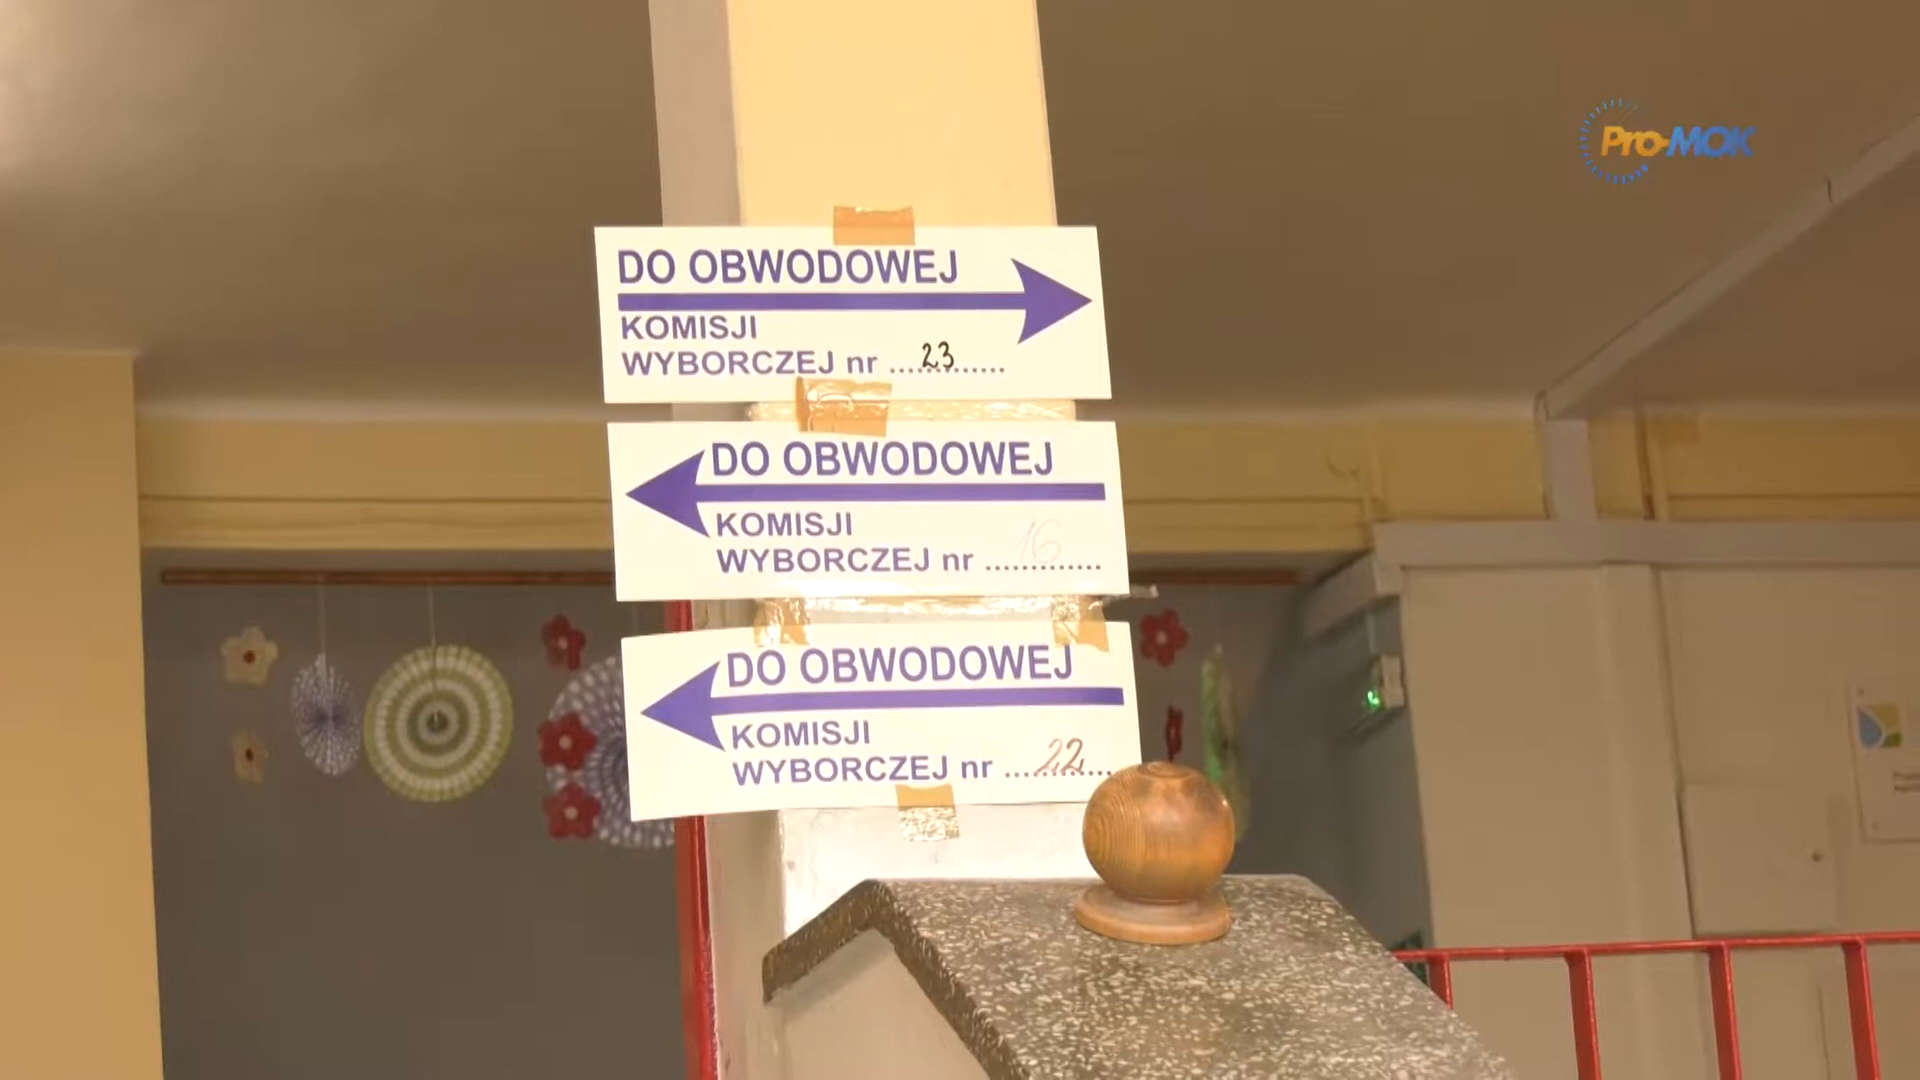 Pro-MOK
DO OBWODOWEJ
KOMISJI
WYBORCZEJ nr ....23.......
DO OBWODOWEJ
KOMISJI
WYBORCZEJ nr ....16.......
DO OBWODOWEJ
KOMISJI
WYBORCZEJ nr ....22.......